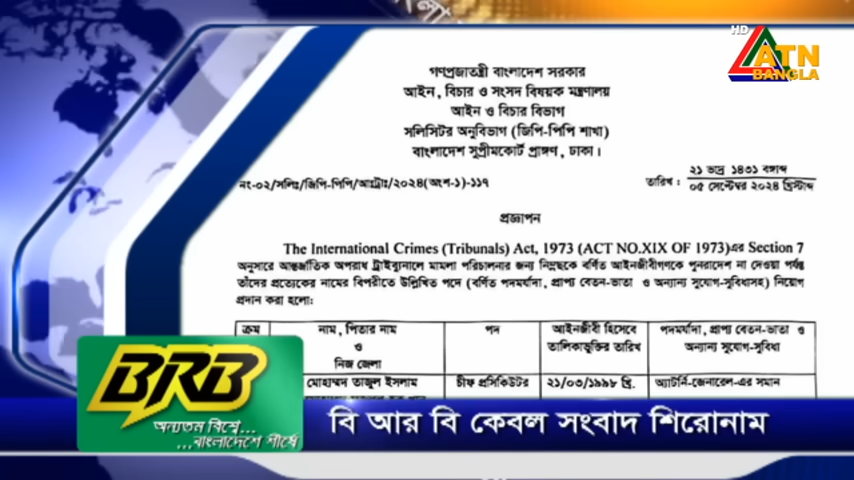 HD
ATN
BANGLA
গণপ্রজাতন্ত্রী বাংলাদেশ সরকার
আইন, বিচার ও সংসদ বিষয়ক মন্ত্রণালয়
আইন ও বিচার বিভাগ
সলিসিটর অনুবিভাগ (জিপি-পিপি শাখা)
বাংলাদেশ সুপ্রীমকোর্ট প্রাঙ্গণ, ঢাকা।
নং-০২/সলিঃ/জিপি-পিপি/আঃট্রাঃ/২০২৪(অংশ-১)-১১৭
তারিখ : ২১ ভাদ্র ১৪৩১ বঙ্গাব্দ
০৫ সেপ্টেম্বর ২০২৪ খ্রিস্টাব্দ
প্রজ্ঞাপন
The International Crimes (Tribunals) Act, 1973 (ACT NO.XIX OF 1973)এর Section 7
অনুসারে আন্তর্জাতিক অপরাধ ট্রাইব্যুনালে মামলা পরিচালনার জন্য নিম্নছকে বর্ণিত আইনজীবীগণকে পুনরাদেশ না দেওয়া পর্যন্ত
তাঁদের প্রত্যেকের নামের বিপরীতে উল্লিখিত পদে (বর্ণিত পদমর্যাদা, প্রাপ্য বেতন-ভাতা ও অন্যান্য সুযোগ-সুবিধাসহ) নিয়োগ
প্রদান করা হলো:
ক্রম নাম, পিতার নাম ও নিজ জেলা পদ আইনজীবী হিসেবে তালিকাভুক্তির তারিখ পদমর্যাদা, প্রাপ্য বেতন-ভাতা ও অন্যান্য সুযোগ-সুবিধা
মোহাম্মদ তাজুল ইসলাম চীফ প্রসিকিউটর ২১/০৩/১৯৯৮ খ্রি. অ্যাটর্নি-জেনারেল-এর সমান
BRB
অন্যতম বিশ্বে...
...বাংলাদেশে শীর্ষে
বি আর বি কেবল সংবাদ শিরোনাম